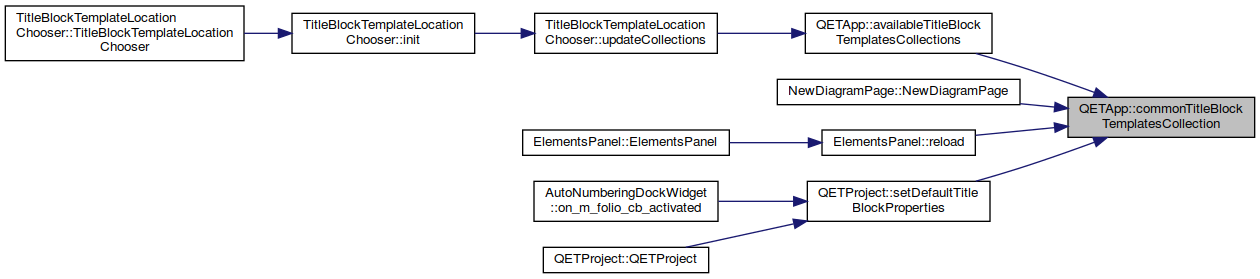 TitleBlockTemplateLocation
Chooser::TitleBlockTemplateLocation
Chooser
TitleBlockTemplateLocation
Chooser::init
TitleBlockTemplateLocation
Chooser::updateCollections
QETApp::availableTitleBlock
TemplatesCollections
NewDiagramPage::NewDiagramPage
QETApp::commonTitleBlock
TemplatesCollection
ElementsPanel::ElementsPanel
ElementsPanel::reload
AutoNumberingDockWidget
::on_m_folio_cb_activated
QETProject::setDefaultTitle
BlockProperties
QETProject::QETProject